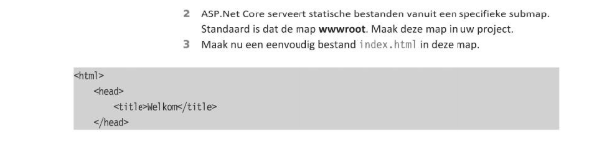 2 ASP.Net Core serveert statische bestanden vanuit een specifieke submap.
Standaard is dat de map wwwroot. Maak deze map in uw project.
3 Maak nu een eenvoudig bestand index.html in deze map.
<html>
<head>
<title>Welkom</title>
</head>